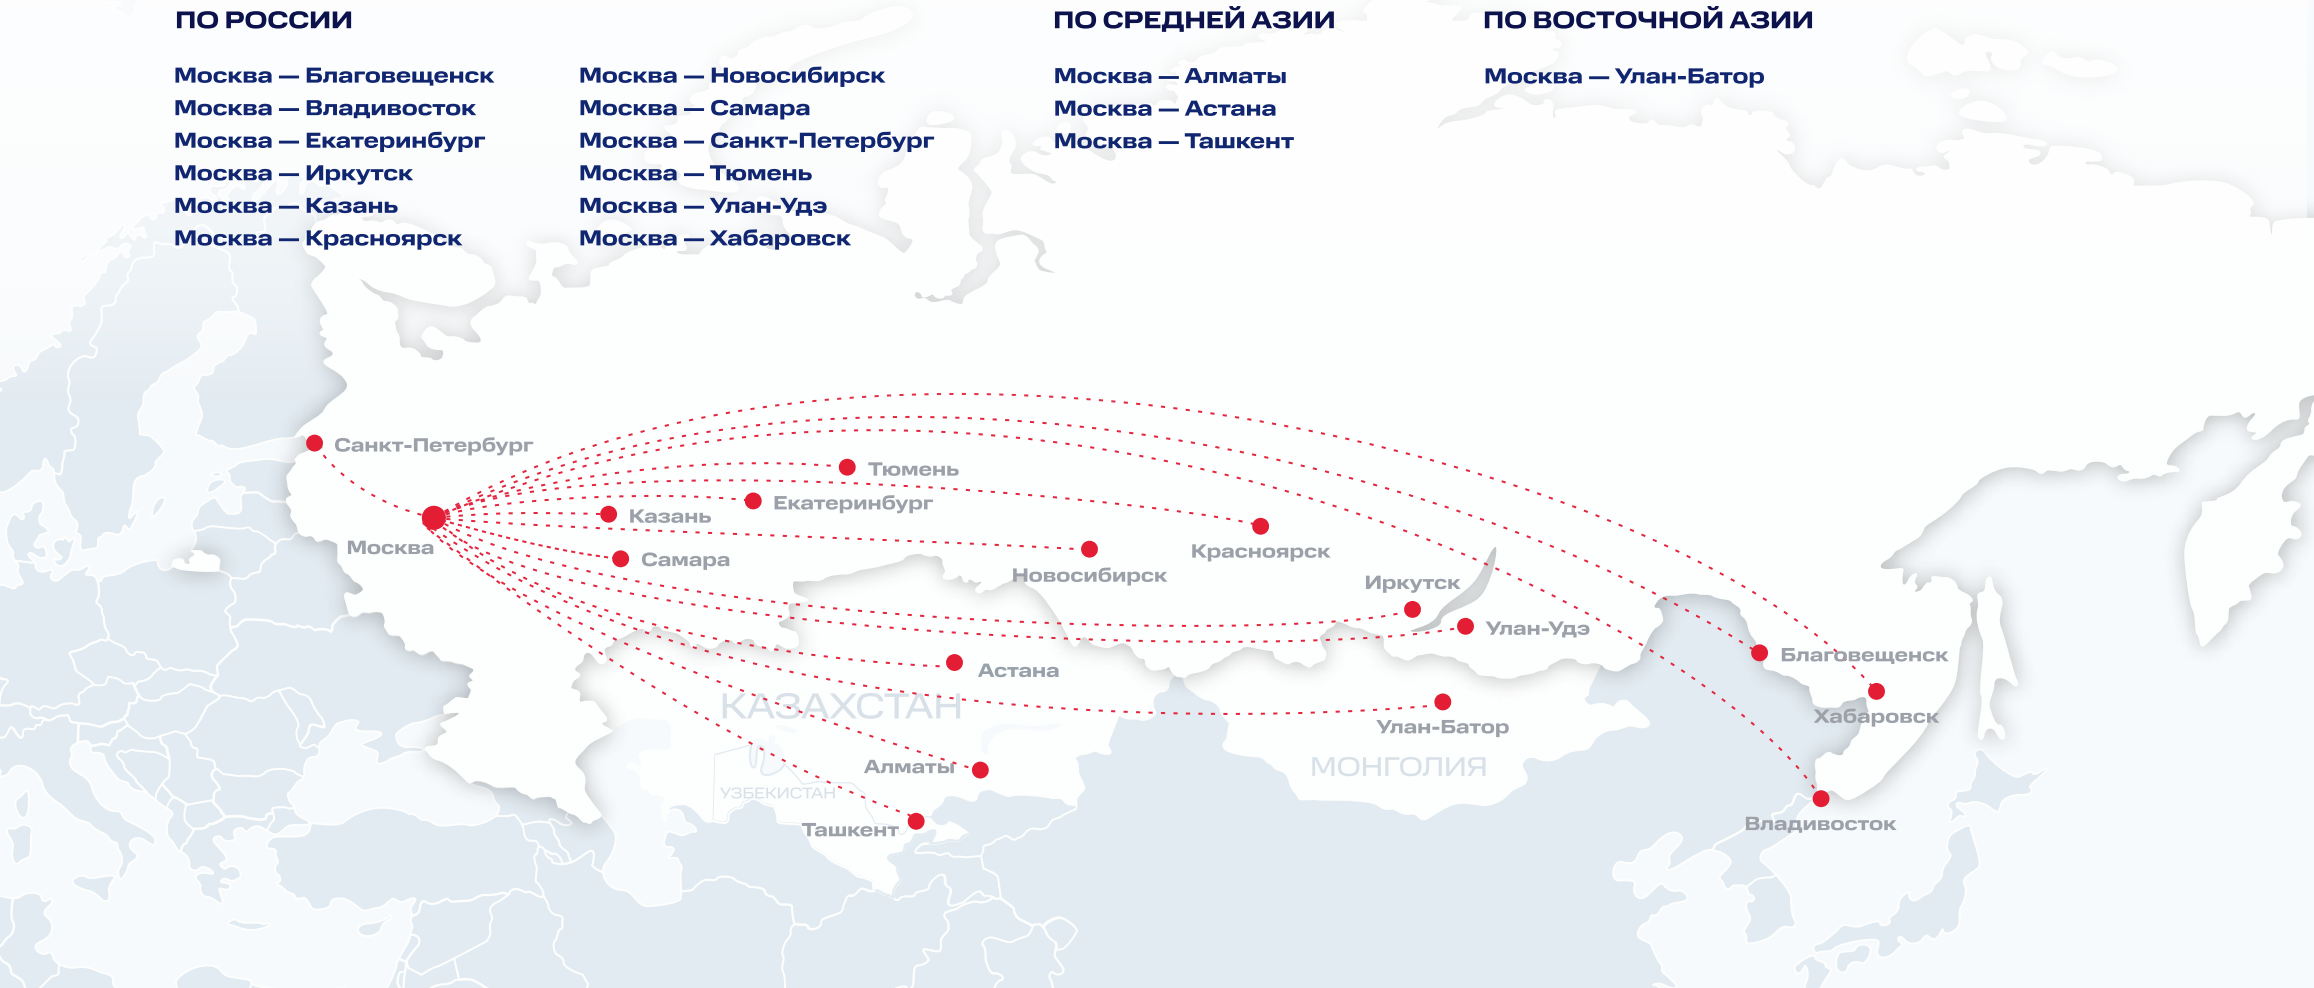 ПО РОССИИ
Москва — Благовещенск
Москва — Владивосток
Москва — Екатеринбург
Москва — Иркутск
Москва — Казань
Москва — Красноярск
Москва — Новосибирск
Москва — Самара
Москва — Санкт-Петербург
Москва — Тюмень
Москва — Улан-Удэ
Москва — Хабаровск
ПО СРЕДНЕЙ АЗИИ
Москва — Алматы
Москва — Астана
Москва — Ташкент
ПО ВОСТОЧНОЙ АЗИИ
Москва — Улан-Батор
Санкт-Петербург
Тюмень
Екатеринбург
Казань
Москва
Самара
Красноярск
Новосибирск
Иркутск
Улан-Удэ
Благовещенск
Астана
КАЗАХСТАН
Хабаровск
Улан-Батор
МОНГОЛИЯ
Алматы
УЗБЕКИСТАН
Ташкент
Владивосток